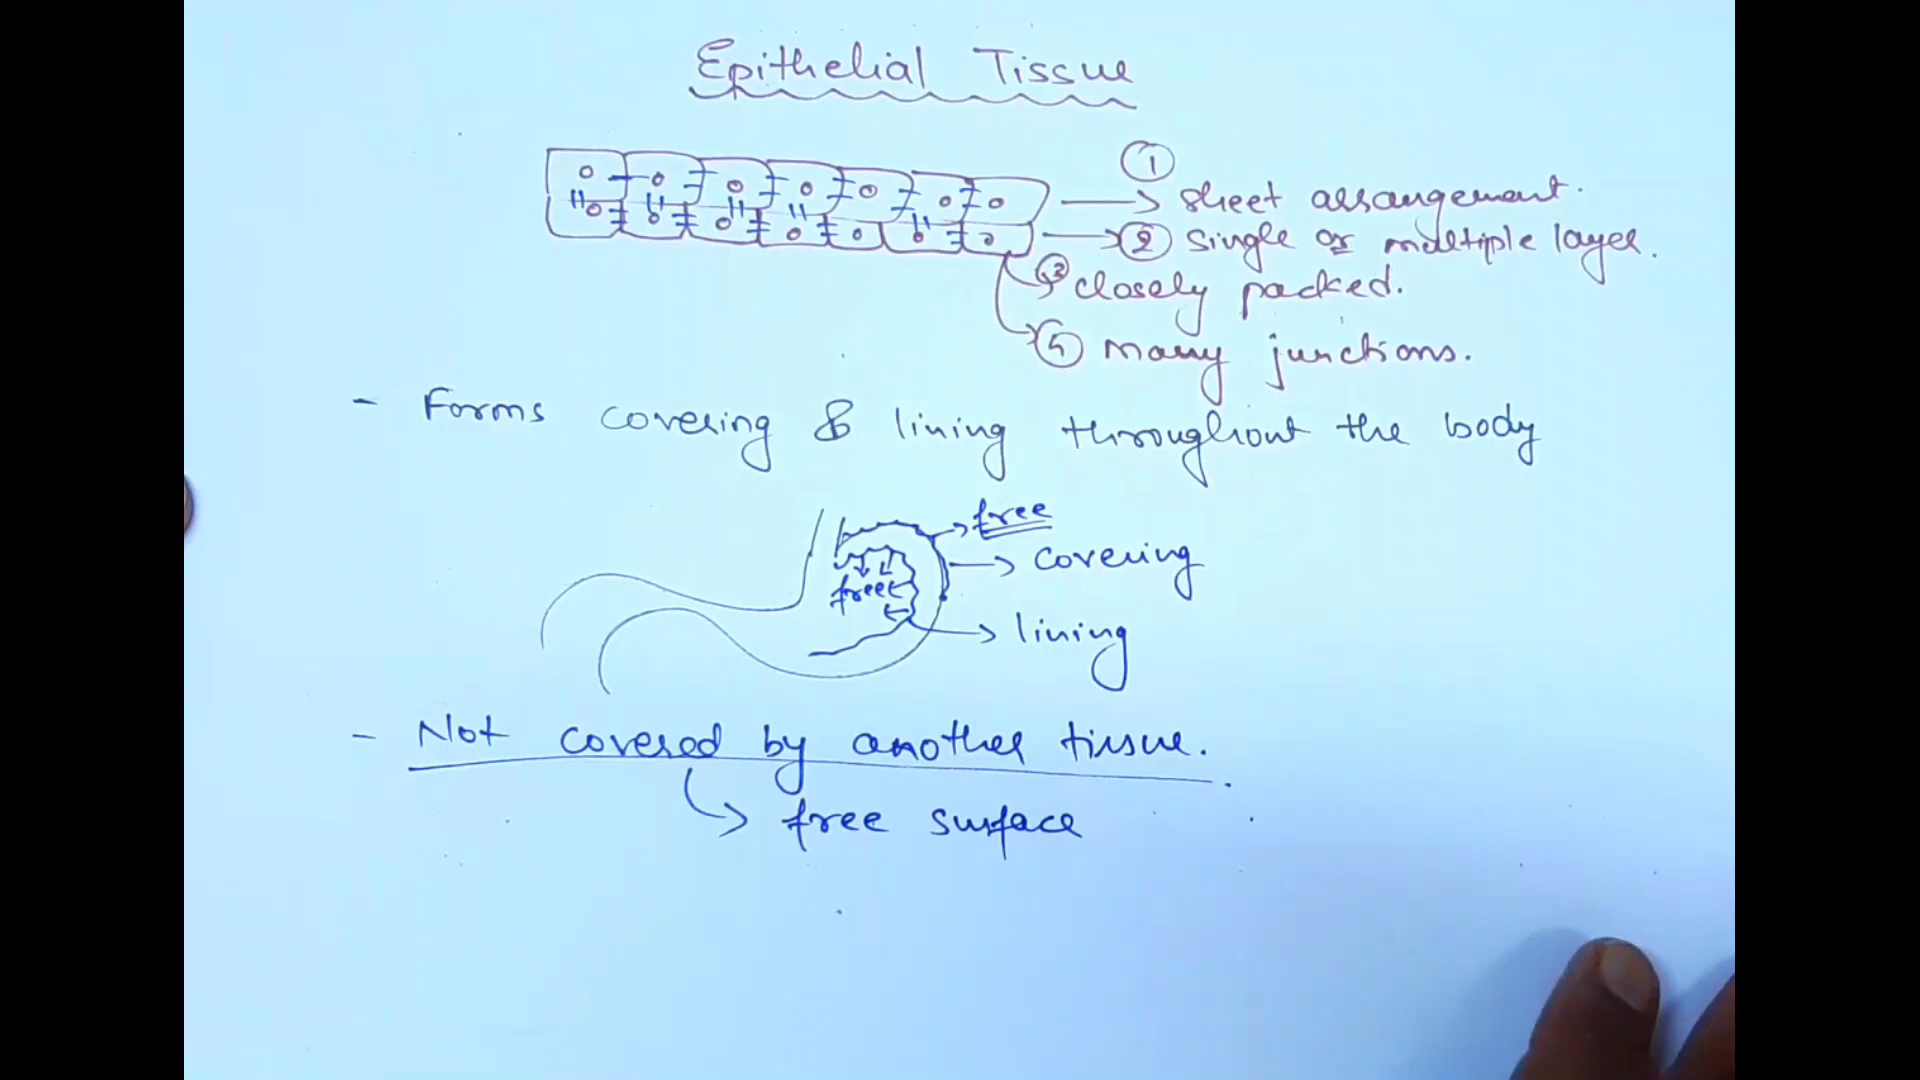 Epithelial Tissue
① sheet arrangement.
② single or multiple layer.
③ closely packed.
④ many junctions.
- Forms covering & lining throughout the body
free
covering
free
lining
- Not covered by another tissue.
free surface